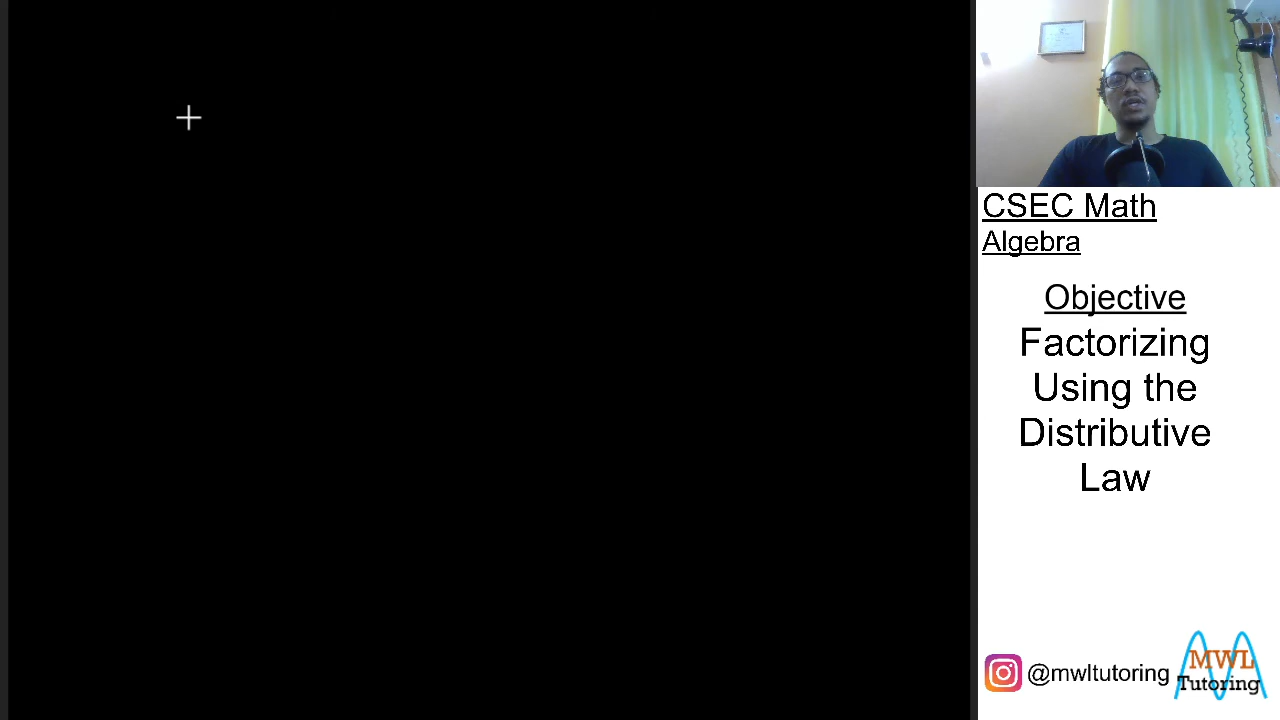 CSEC Math
Algebra
Objective
Factorizing
Using the
Distributive
Law
@mwltutoring
MWL
Tutoring